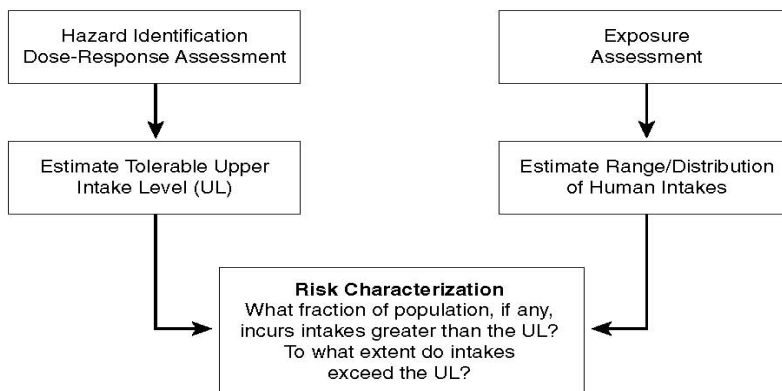 Hazard Identification
Dose-Response Assessment
Exposure
Assessment
Estimate Tolerable Upper
Intake Level (UL)
Estimate Range/Distribution
of Human Intakes
Risk Characterization
What fraction of population, if any,
incurs intakes greater than the UL?
To what extent do intakes
exceed the UL?